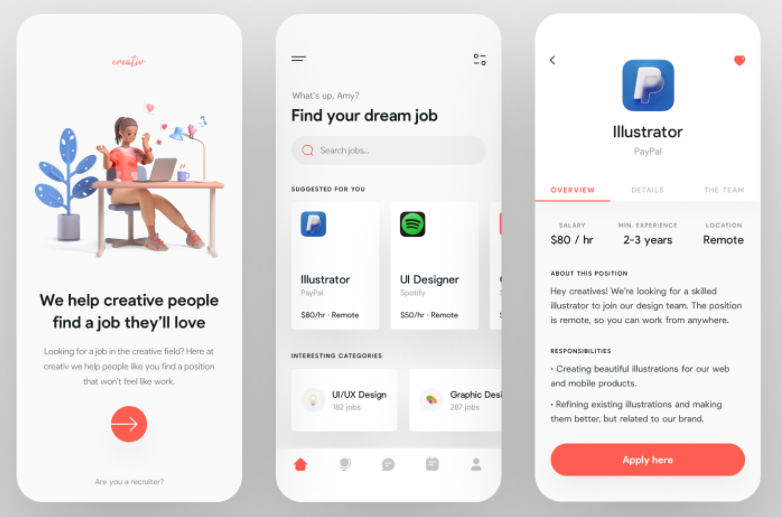 creativ
We help creative people
find a job they'll love
Looking for a job in the creative field? Here at
creativ we help people like you find a position
that won't feel like work.
Are you a recruiter?
What's up, Amy?
Find your dream job
Search jobs...
SUGGESTED FOR YOU
Illustrator
PayPal
$80/hr · Remote
UI Designer
Spotify
$50/hr · Remote
INTERESTING CATEGORIES
UI/UX Design
182 jobs
Graphic Desi
287 jobs
Illustrator
PayPal
OVERVIEW DETAILS THE TEAM
SALARY MIN. EXPERIENCE LOCATION
$80 / hr 2-3 years Remote
ABOUT THIS POSITION
Hey creatives! We're looking for a skilled
illustrator to join our design team. The position
is remote, so you can work from anywhere.
RESPONSIBILITIES
• Creating beautiful illustrations for our web
and mobile products.
• Refining existing illustrations and making
them better, but related to our brand.
Apply here